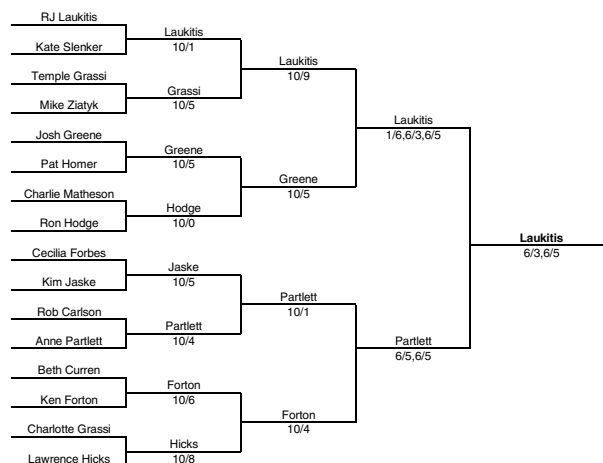 RJ Laukitis
Kate Slenker
Temple Grassi
Mike Ziatyk
Josh Greene
Pat Homer
Charlie Matheson
Ron Hodge
Cecilia Forbes
Kim Jaske
Rob Carlson
Anne Partlett
Beth Curren
Ken Forton
Charlotte Grassi
Lawrence Hicks
Laukitis
10/1
Grassi
10/5
Greene
10/5
Hodge
10/0
Jaske
10/5
Partlett
10/4
Forton
10/6
Hicks
10/8
Laukitis
10/9
Greene
10/5
Partlett
10/1
Forton
10/4
Laukitis
1/6,6/3,6/5
Partlett
6/5,6/5
Laukitis
6/3,6/5